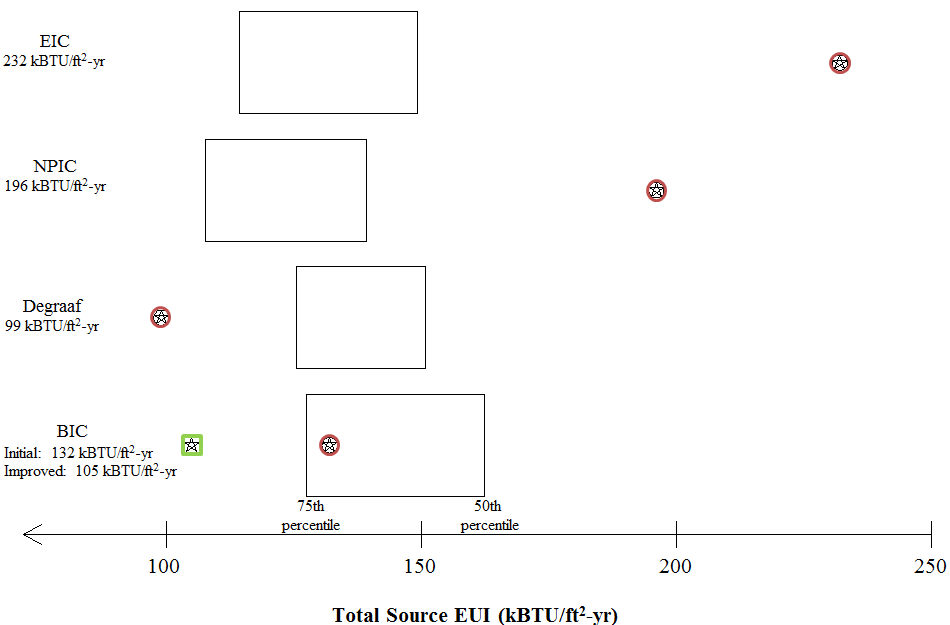 EIC
232 kBTU/ft²-yr
NPIC
196 kBTU/ft²-yr
Degraaf
99 kBTU/ft²-yr
BIC
Initial: 132 kBTU/ft²-yr
Improved: 105 kBTU/ft²-yr
75th
percentile
50th
percentile
100 150 200 250
Total Source EUI (kBTU/ft²-yr)